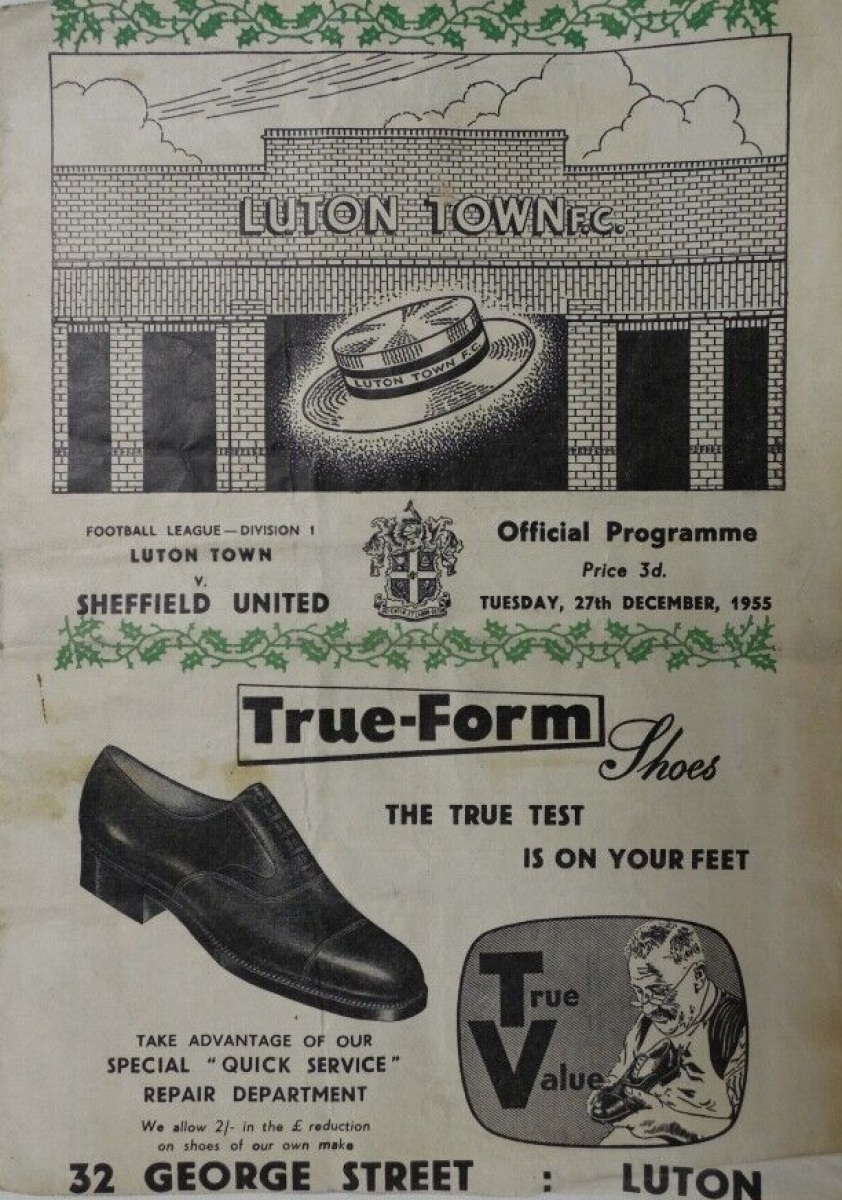 LUTON TOWN F.C.
LUTON TOWN F.C.
FOOTBALL LEAGUE — DIVISION 1
LUTON TOWN
v.
SHEFFIELD UNITED
Official Programme
Price 3d.
TUESDAY, 27th DECEMBER, 1955
True-Form Shoes
THE TRUE TEST
IS ON YOUR FEET
True
Value
TAKE ADVANTAGE OF OUR
SPECIAL "QUICK SERVICE"
REPAIR DEPARTMENT
We allow 2/- in the £ reduction
on shoes of our own make
32 GEORGE STREET : LUTON